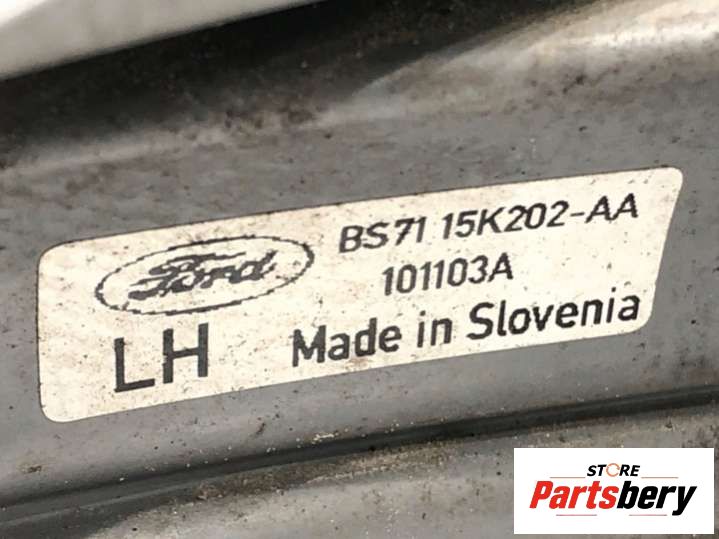 Ford
BS71 15K202-AA
101103A
LH
Made in Slovenia
STORE
Partsbery